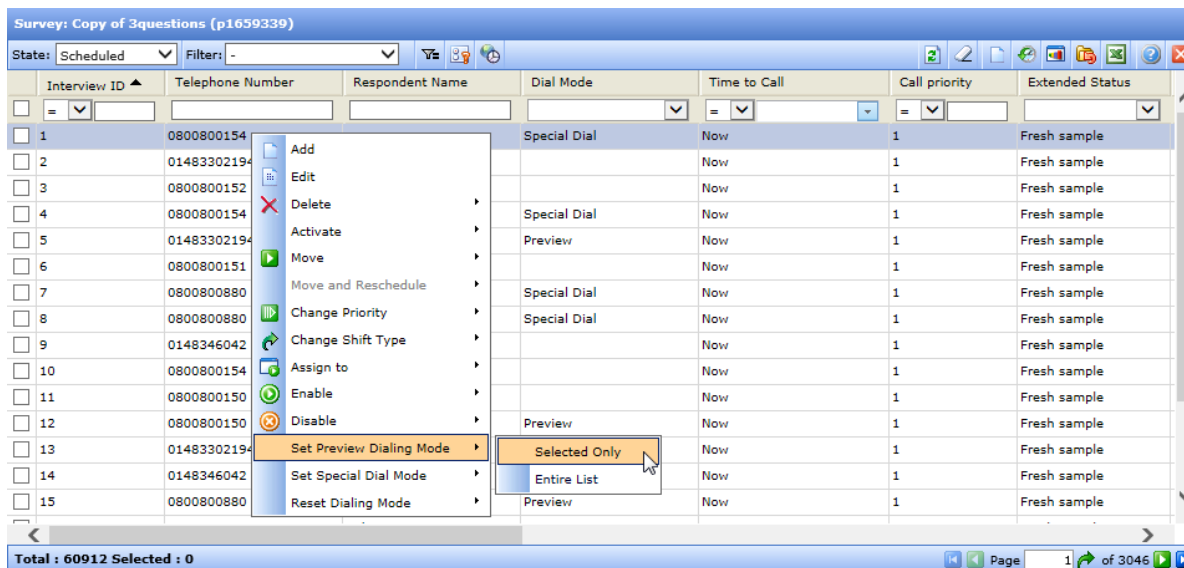 Survey: Copy of 3questions (p1659339)
State: Scheduled Filter: -
Interview ID Telephone Number Respondent Name Dial Mode Time to Call Call priority Extended Status
= = =
1 0800800154 Special Dial Now 1 Fresh sample
Add
2 01483302194 Now 1 Fresh sample
Edit
3 0800800152 Now 1 Fresh sample
Delete
4 0800800154 Special Dial Now 1 Fresh sample
Activate
5 01483302194 Preview Now 1 Fresh sample
Move
6 0800800151 Now 1 Fresh sample
Move and Reschedule
7 0800800880 Special Dial Now 1 Fresh sample
Change Priority
8 0800800880 Special Dial Now 1 Fresh sample
Change Shift Type
9 0148346042 Now 1 Fresh sample
Assign to
10 0800800154 Now 1 Fresh sample
Enable
11 0800800150 Now 1 Fresh sample
Disable
12 0800800150 Preview Now 1 Fresh sample
Set Preview Dialing Mode Selected Only
13 01483302194 Now 1 Fresh sample
Set Special Dial Mode Entire List
14 0148346042 Now 1 Fresh sample
Reset Dialing Mode
15 0800800880 Preview Now 1 Fresh sample
Total : 60912 Selected : 0 Page 1 of 3046